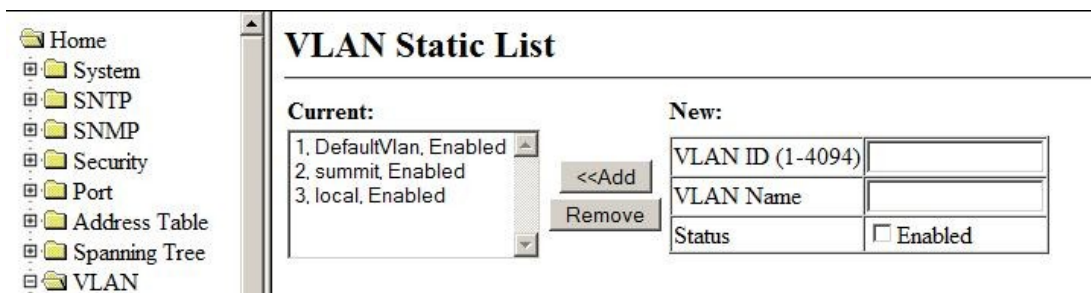 Home
System
SNTP
SNMP
Security
Port
Address Table
Spanning Tree
VLAN
VLAN Static List
Current:
1, DefaultVlan, Enabled
2, summit, Enabled
3, local, Enabled
<<Add
Remove
New:
VLAN ID (1-4094)
VLAN Name
Status
Enabled